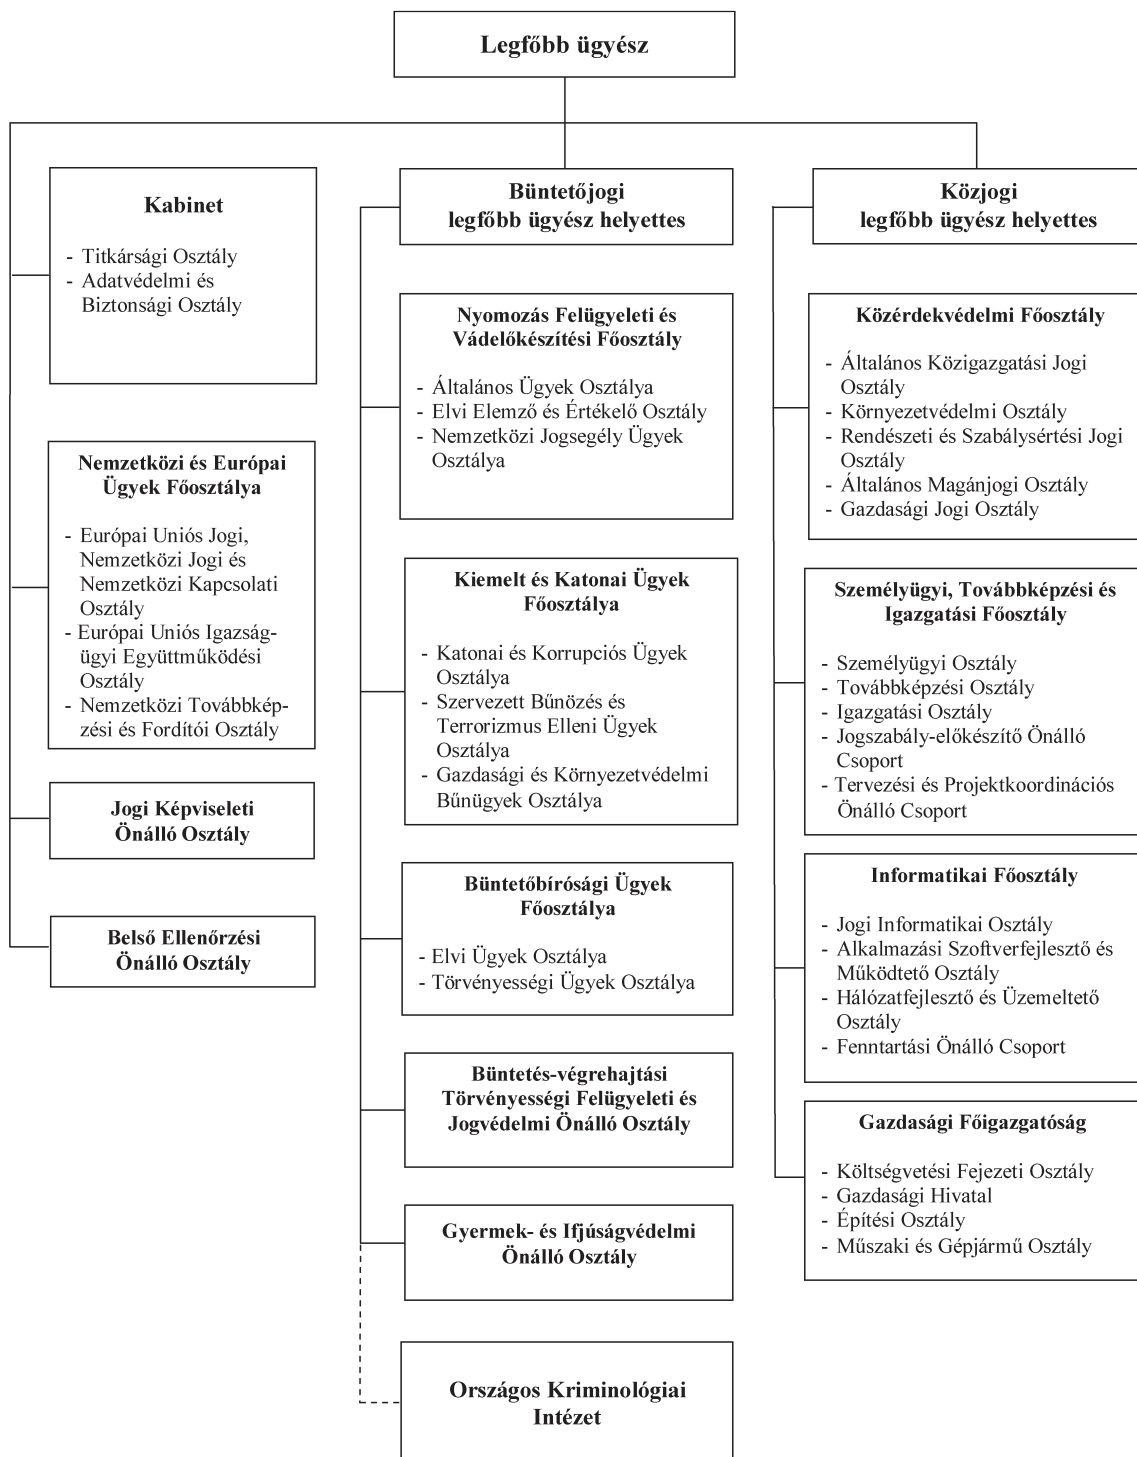 Legfőbb ügyész
Kabinet
- Titkársági Osztály
- Adatvédelmi és
Biztonsági Osztály
Nemzetközi és Európai
Ügyek Főosztálya
- Európai Uniós Jogi,
Nemzetközi Jogi és
Nemzetközi Kapcsolati
Osztály
- Európai Uniós Igazság-
ügyi Együttműködési
Osztály
- Nemzetközi Továbbkép-
zési és Fordítói Osztály
Jogi Képviseleti
Önálló Osztály
Belső Ellenőrzési
Önálló Osztály
Büntetőjogi
legfőbb ügyész helyettes
Nyomozás Felügyeleti és
Vádelőkészítési Főosztály
- Általános Ügyek Osztálya
- Elvi Elemző és Értékelő Osztály
- Nemzetközi Jogsegély Ügyek
Osztálya
Kiemelt és Katonai Ügyek
Főosztálya
- Katonai és Korrupciós Ügyek
Osztálya
- Szervezett Bűnözés és
Terrorizmus Elleni Ügyek
Osztálya
- Gazdasági és Környezetvédelmi
Bűnügyek Osztálya
Büntetőbírósági Ügyek
Főosztálya
- Elvi Ügyek Osztálya
- Törvényességi Ügyek Osztálya
Büntetés-végrehajtási
Törvényességi Felügyeleti és
Jogvédelmi Önálló Osztály
Gyermek- és Ifjúságvédelmi
Önálló Osztály
Országos Kriminológiai
Intézet
Közjogi
legfőbb ügyész helyettes
Közérdekvédelmi Főosztály
- Általános Közigazgatási Jogi
Osztály
- Környezetvédelmi Osztály
- Rendészeti és Szabálysértési Jogi
Osztály
- Általános Magánjogi Osztály
- Gazdasági Jogi Osztály
Személyügyi, Továbbképzési és
Igazgatási Főosztály
- Személyügyi Osztály
- Továbbképzési Osztály
- Igazgatási Osztály
- Jogszabály-előkészítő Önálló
Csoport
- Tervezési és Projektkoordinációs
Önálló Csoport
Informatikai Főosztály
- Jogi Informatikai Osztály
- Alkalmazási Szoftverfejlesztő és
Működtető Osztály
- Hálózatfejlesztő és Üzemeltető
Osztály
- Fenntartási Önálló Csoport
Gazdasági Főigazgatóság
- Költségvetési Fejezeti Osztály
- Gazdasági Hivatal
- Építési Osztály
- Műszaki és Gépjármű Osztály